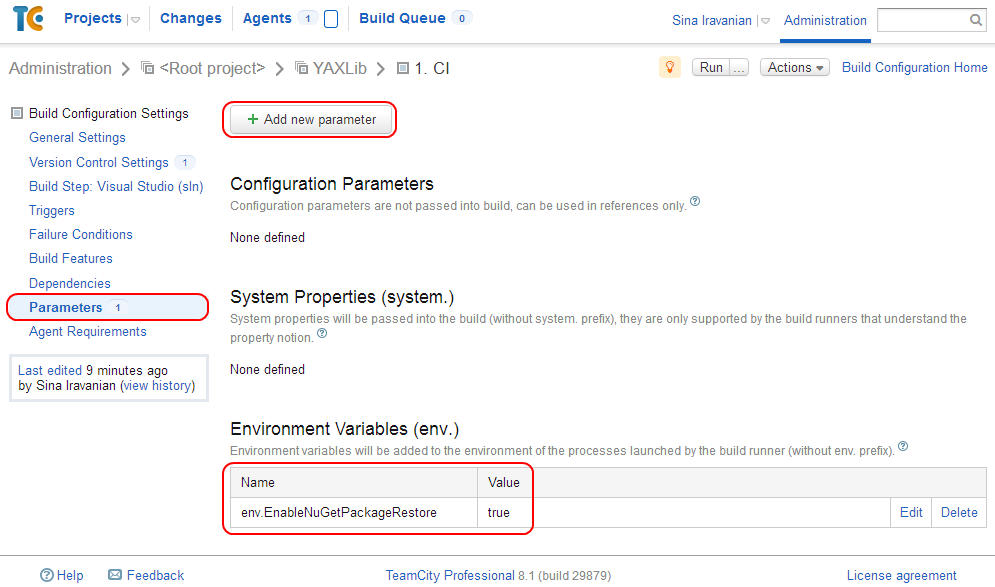 TC Projects Changes Agents 1 Build Queue 0 Sina Iravanian Administration
Administration <Root project> YAXLib 1. CI Run ... Actions Build Configuration Home
Build Configuration Settings
General Settings
Version Control Settings 1
Build Step: Visual Studio (sln)
Triggers
Failure Conditions
Build Features
Dependencies
Parameters 1
Agent Requirements
Last edited 9 minutes ago
by Sina Iravanian (view history)
+ Add new parameter
Configuration Parameters
Configuration parameters are not passed into build, can be used in references only. ?
None defined
System Properties (system.)
System properties will be passed into the build (without system. prefix), they are only supported by the build runners that understand the
property notion. ?
None defined
Environment Variables (env.)
Environment variables will be added to the environment of the processes launched by the build runner (without env. prefix). ?
Name Value
env.EnableNuGetPackageRestore true Edit Delete
? Help Feedback TeamCity Professional 8.1 (build 29879) License agreement